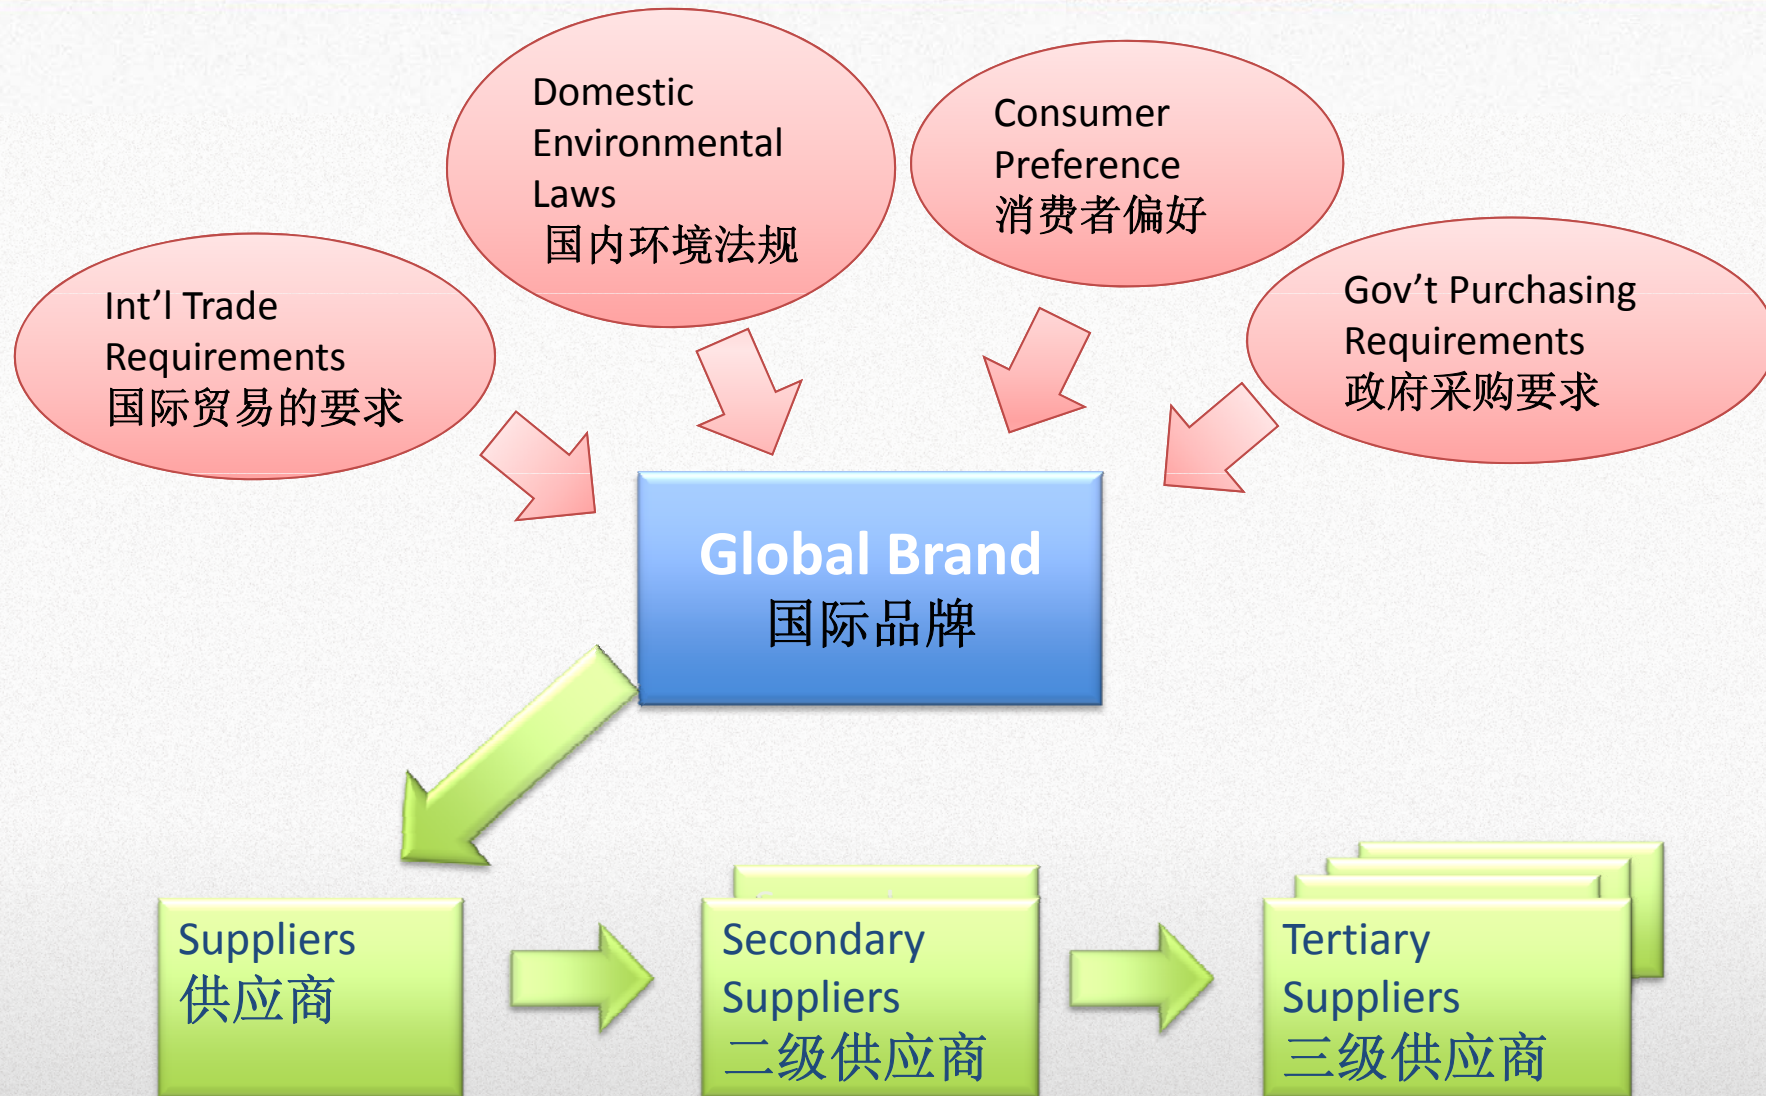 Domestic
Environmental
Laws
国内环境法规
Consumer
Preference
消费者偏好
Int’l Trade
Requirements
国际贸易的要求
Gov’t Purchasing
Requirements
政府采购要求
Global Brand
国际品牌
Suppliers
供应商
Secondary
Suppliers
二级供应商
Tertiary
Suppliers
三级供应商